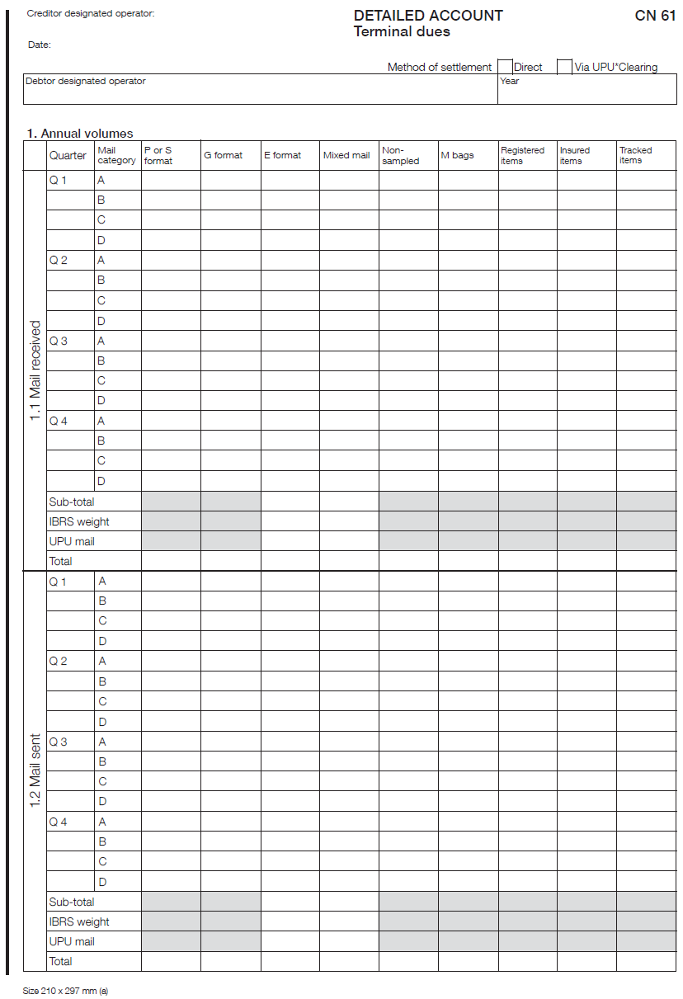 Creditor designated operator:
DETAILED ACCOUNT
CN 61
Terminal dues
Date:
Method of settlement Direct Via UPU*Clearing
Debtor designated operator
Year
1. Annual volumes
Quarter Mail category P or S format G format E format Mixed mail Non-sampled M bags Registered items Insured items Tracked items
1.1 Mail received
Q 1 A
B
C
D
Q 2 A
B
C
D
Q 3 A
B
C
D
Q 4 A
B
C
D
Sub-total
IBRS weight
UPU mail
Total
1.2 Mail sent
Q 1 A
B
C
D
Q 2 A
B
C
D
Q 3 A
B
C
D
Q 4 A
B
C
D
Sub-total
IBRS weight
UPU mail
Total
Size 210 x 297 mm (a)